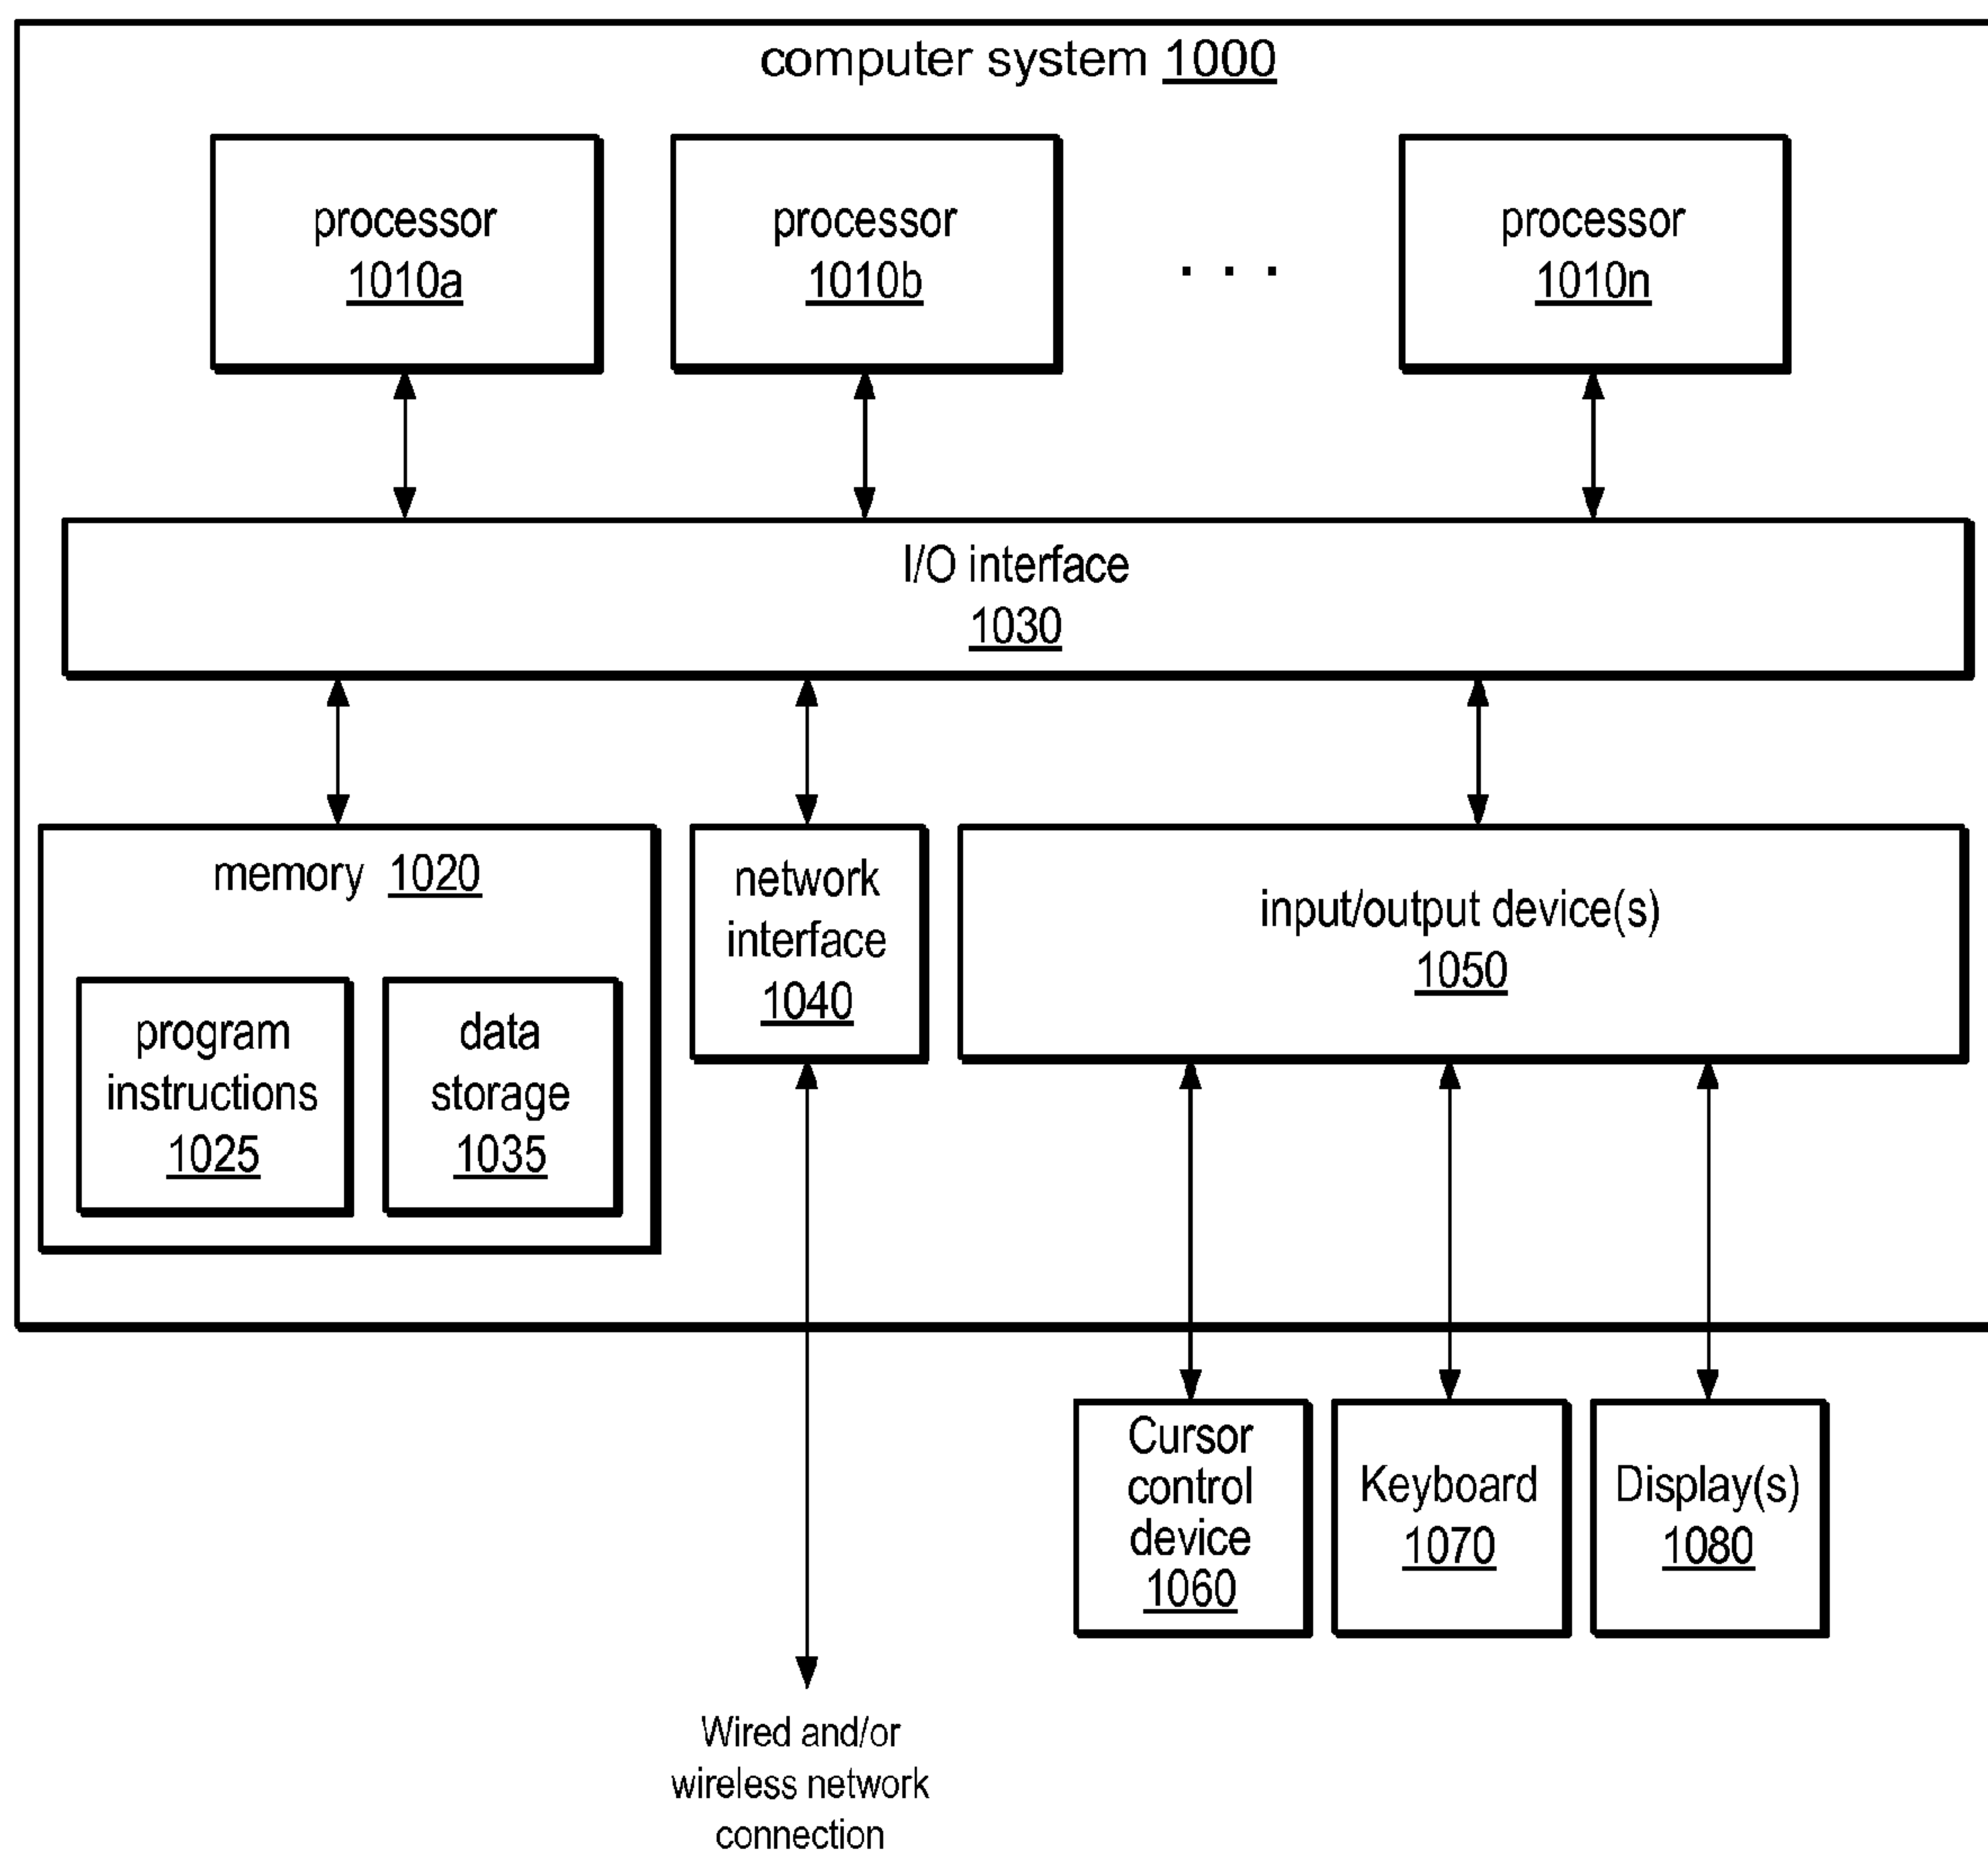 computer system 1000
processor
1010a
processor
1010b
. . .
processor
1010n
I/O interface
1030
memory 1020
program
instructions
1025
data
storage
1035
network
interface
1040
input/output device(s)
1050
Cursor
control
device
1060
Keyboard
1070
Display(s)
1080
Wired and/or
wireless network
connection